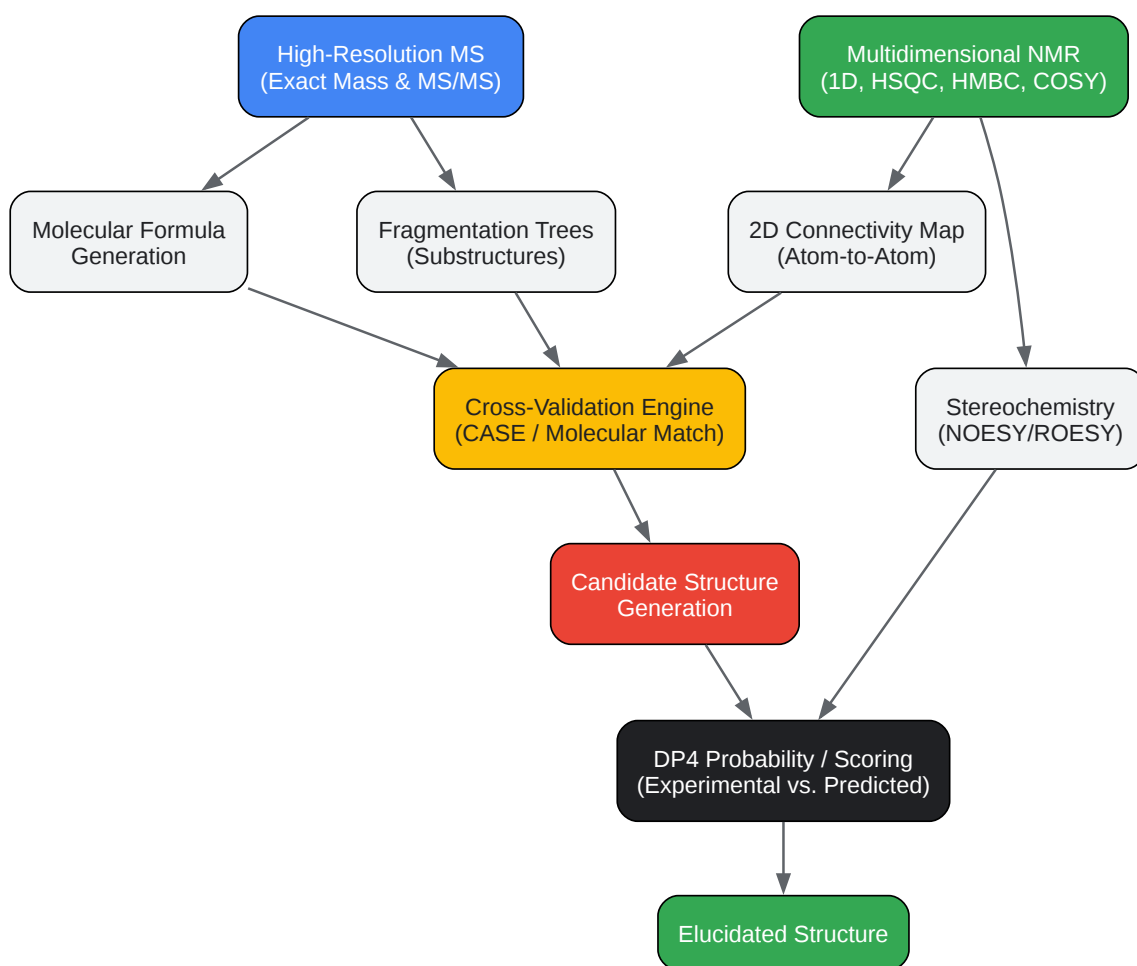 High-Resolution MS
(Exact Mass & MS/MS)
Multidimensional NMR
(1D, HSQC, HMBC, COSY)
Molecular Formula
Generation
Fragmentation Trees
(Substructures)
2D Connectivity Map
(Atom-to-Atom)
Cross-Validation Engine
(CASE / Molecular Match)
Stereochemistry
(NOESY/ROESY)
Candidate Structure
Generation
DP4 Probability / Scoring
(Experimental vs. Predicted)
Elucidated Structure